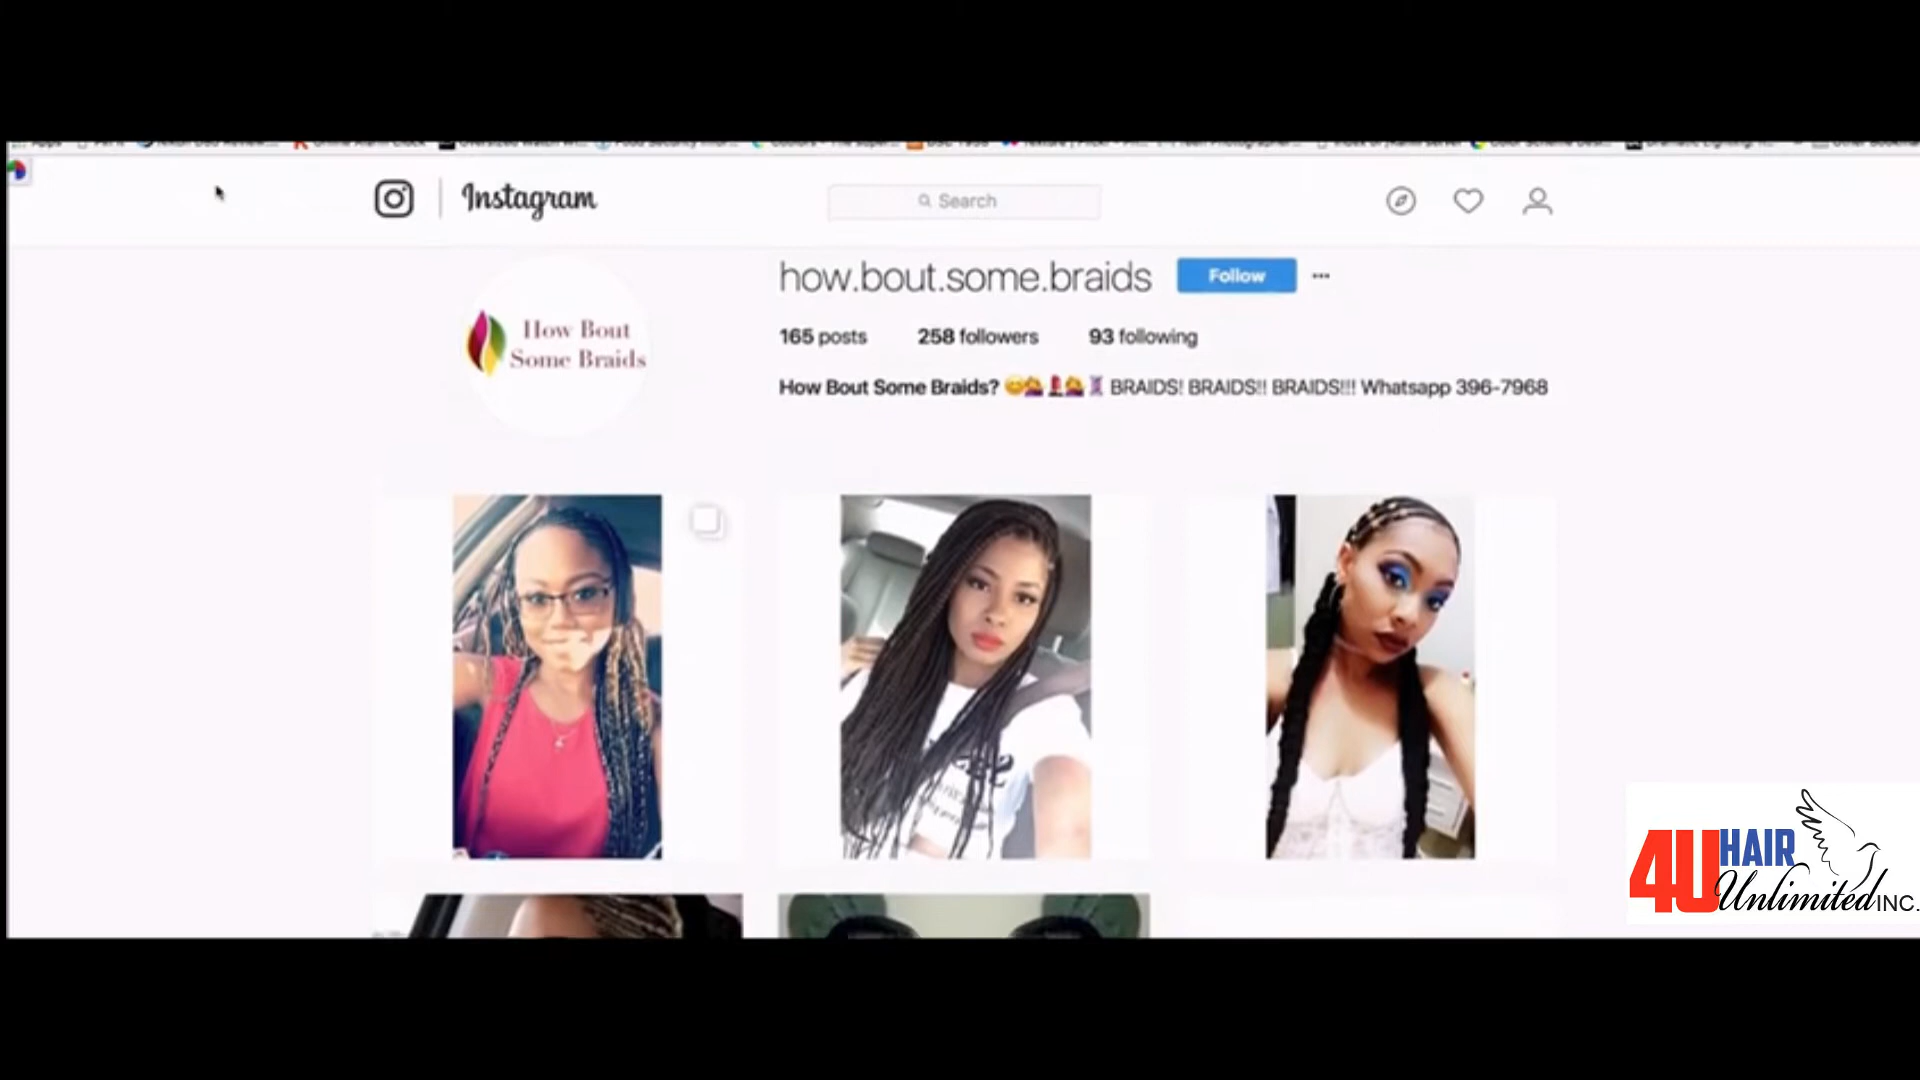 Apps
Instagram
Search
how.bout.some.braids Follow
165 posts 258 followers 93 following
How Bout Some Braids? 😊💇💄💇 BRAIDS! BRAIDS!! BRAIDS!!! Whatsapp 396-7968
How Bout
Some Braids
4U HAIR
Unlimited INC.